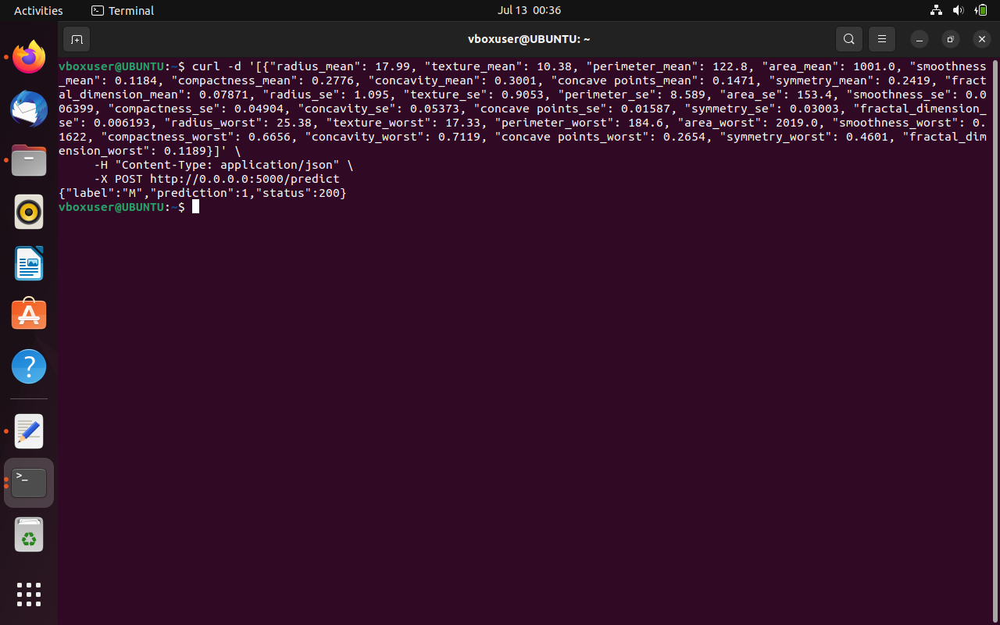 Activities
Terminal
Jul 13 00:36
vboxuser@UBUNTU: ~
vboxuser@UBUNTU:~$ curl -d '[{"radius_mean": 17.99, "texture_mean": 10.38, "perimeter_mean": 122.8, "area_mean": 1001.0, "smoothness
_mean": 0.1184, "compactness_mean": 0.2776, "concavity_mean": 0.3001, "concave points_mean": 0.1471, "symmetry_mean": 0.2419, "fract
al_dimension_mean": 0.07871, "radius_se": 1.095, "texture_se": 0.9053, "perimeter_se": 8.589, "area_se": 153.4, "smoothness_se": 0.0
06399, "compactness_se": 0.04904, "concavity_se": 0.05373, "concave points_se": 0.01587, "symmetry_se": 0.03003, "fractal_dimension_
se": 0.006193, "radius_worst": 25.38, "texture_worst": 17.33, "perimeter_worst": 184.6, "area_worst": 2019.0, "smoothness_worst": 0.
1622, "compactness_worst": 0.6656, "concavity_worst": 0.7119, "concave points_worst": 0.2654, "symmetry_worst": 0.4601, "fractal_dim
ension_worst": 0.1189}]' \
     -H "Content-Type: application/json" \
     -X POST http://0.0.0.0:5000/predict
{"label":"M","prediction":1,"status":200}
vboxuser@UBUNTU:~$